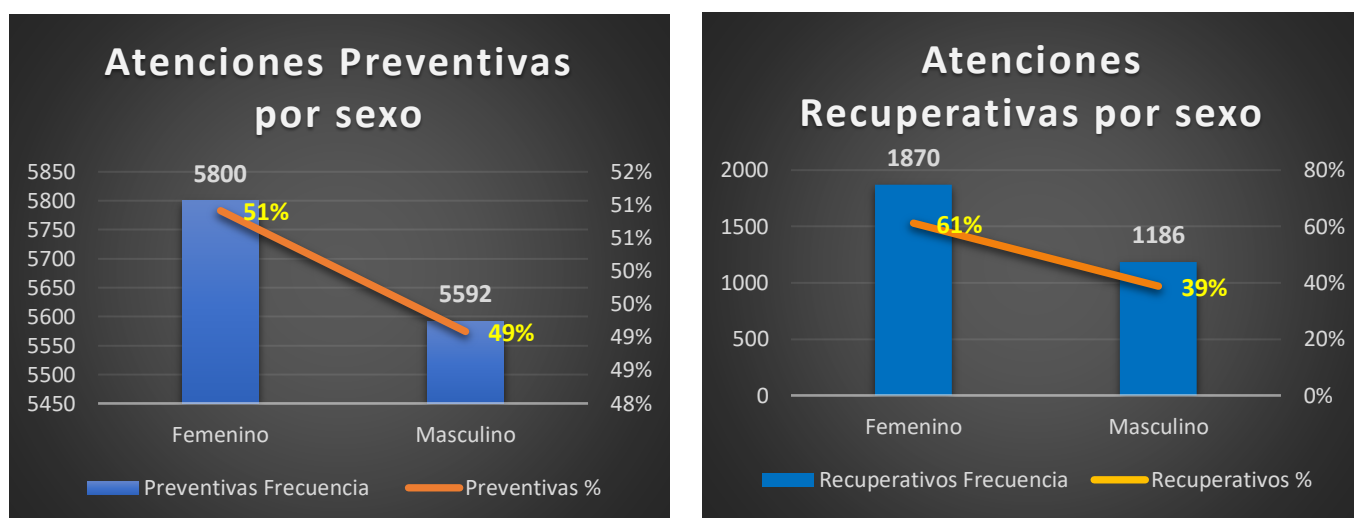 Atenciones Preventivas
por sexo
5850
5800
5750
5700
5650
5600
5550
5500
5450
52%
51%
51%
50%
50%
49%
49%
48%
5800
51%
5592
49%
Femenino
Masculino
Preventivas Frecuencia
Preventivas %
Atenciones
Recuperativas por sexo
2000
1500
1000
500
0
80%
60%
40%
20%
0%
1870
61%
1186
39%
Femenino
Masculino
Recuperativos Frecuencia
Recuperativos %